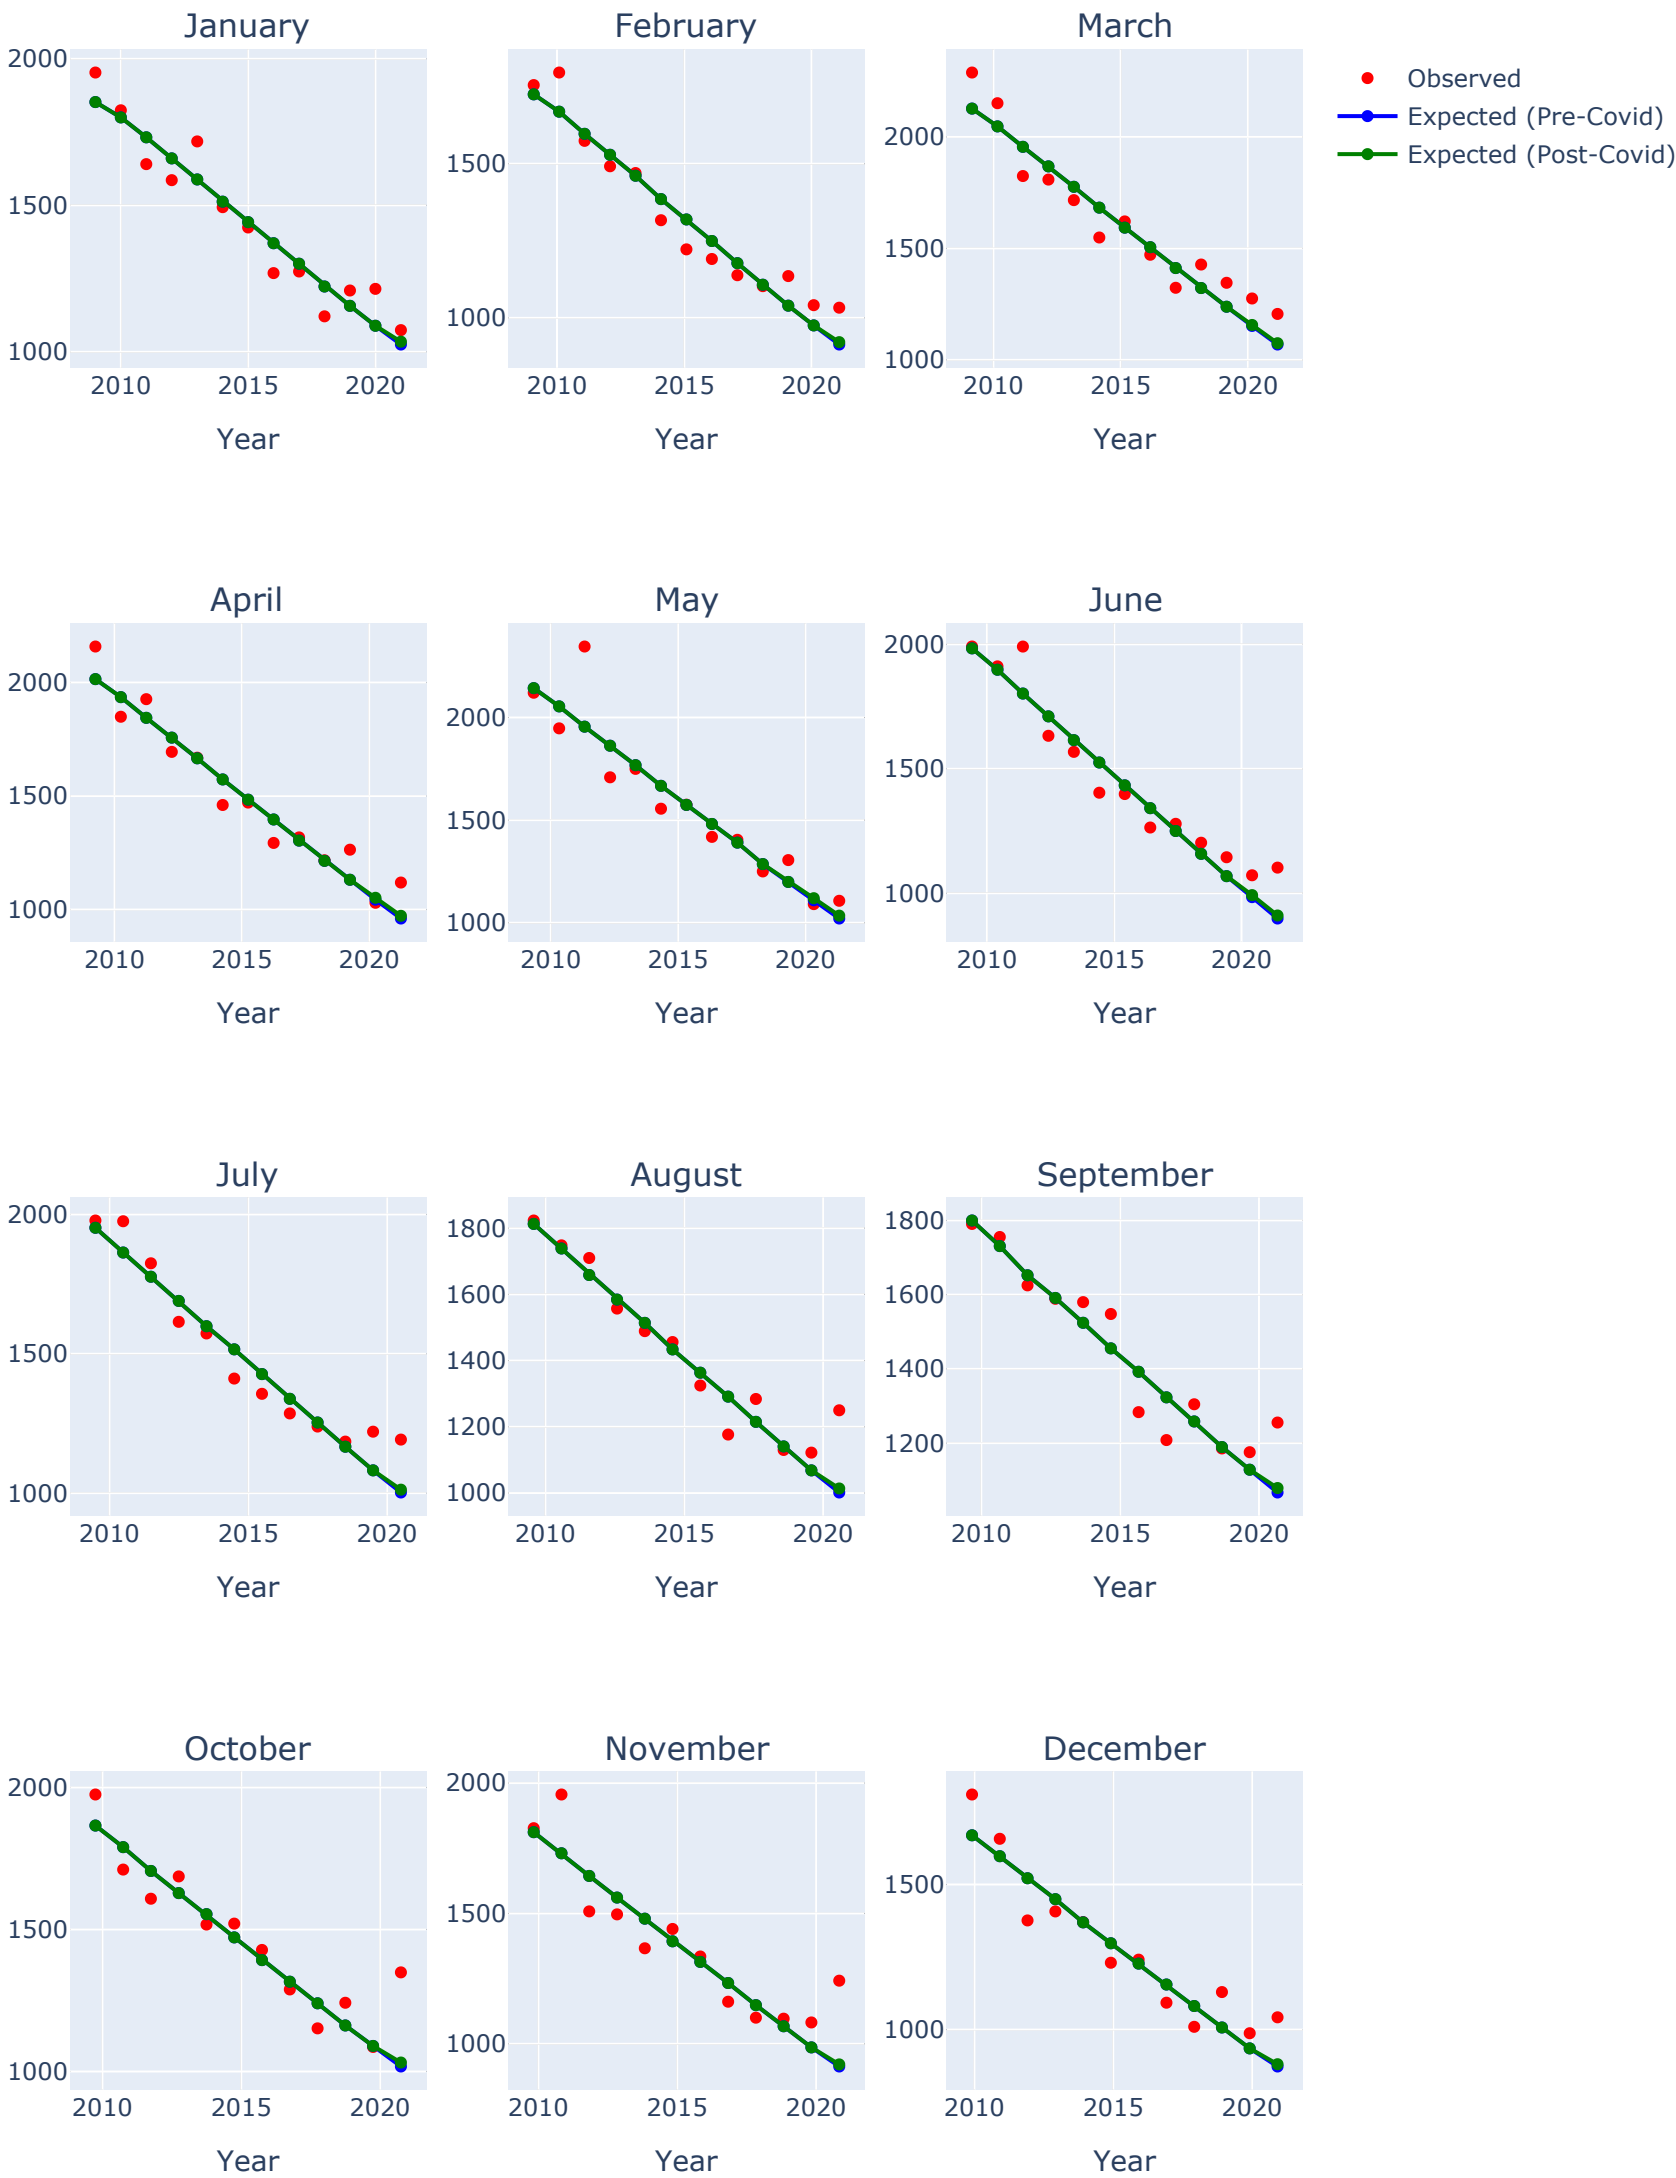 January February March
2000
1500
1000
2010 2015 2020
Year
1500
1000
2010 2015 2020
Year
2000
1500
1000
2010 2015 2020
Year
Observed
Expected (Pre-Covid)
Expected (Post-Covid)
April May June
2000
1500
1000
2010 2015 2020
Year
2000
1500
1000
2010 2015 2020
Year
2000
1500
1000
2010 2015 2020
Year
July August September
2000
1500
1000
2010 2015 2020
Year
1800
1600
1400
1200
1000
2010 2015 2020
Year
1800
1600
1400
1200
2010 2015 2020
Year
October November December
2000
1500
1000
2010 2015 2020
Year
2000
1500
1000
2010 2015 2020
Year
1500
1000
2010 2015 2020
Year